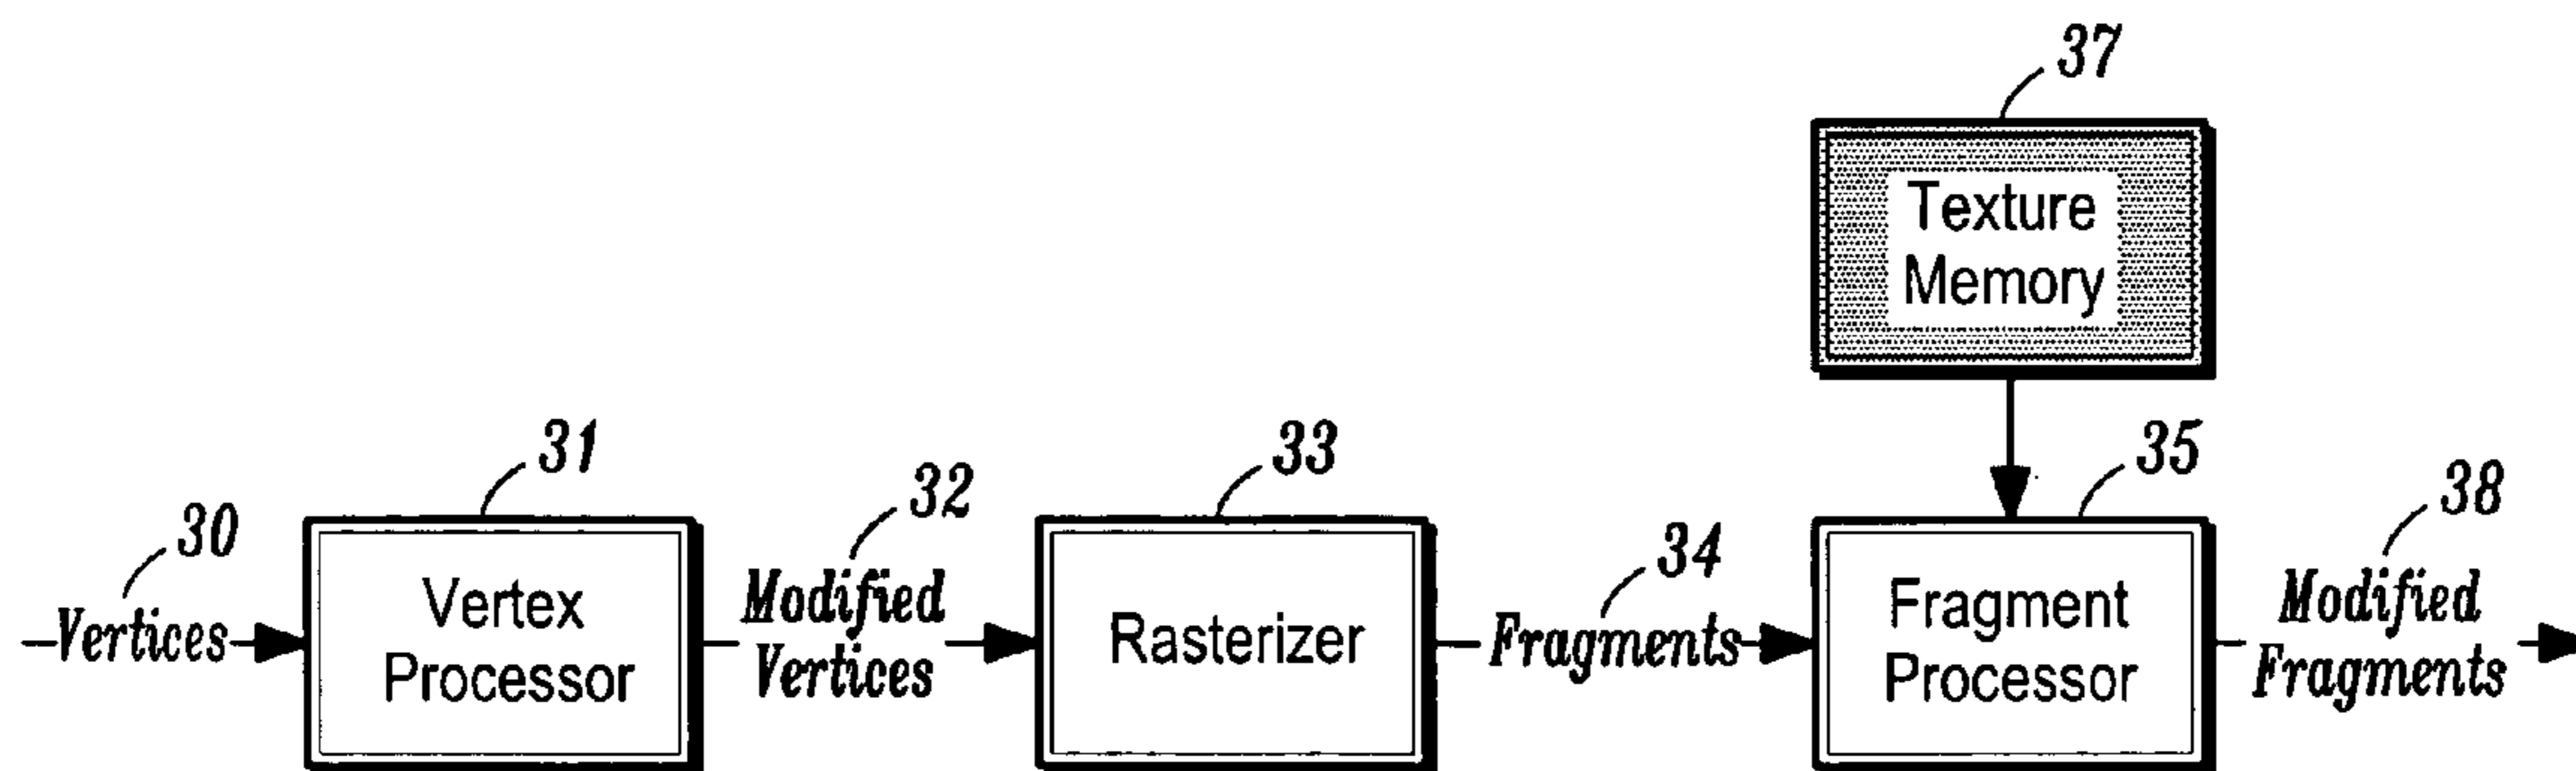 37
Texture
Memory
31
33
35
30
32
34
38
Vertices
Vertex
Processor
Modified
Vertices
Rasterizer
Fragments
Fragment
Processor
Modified
Fragments